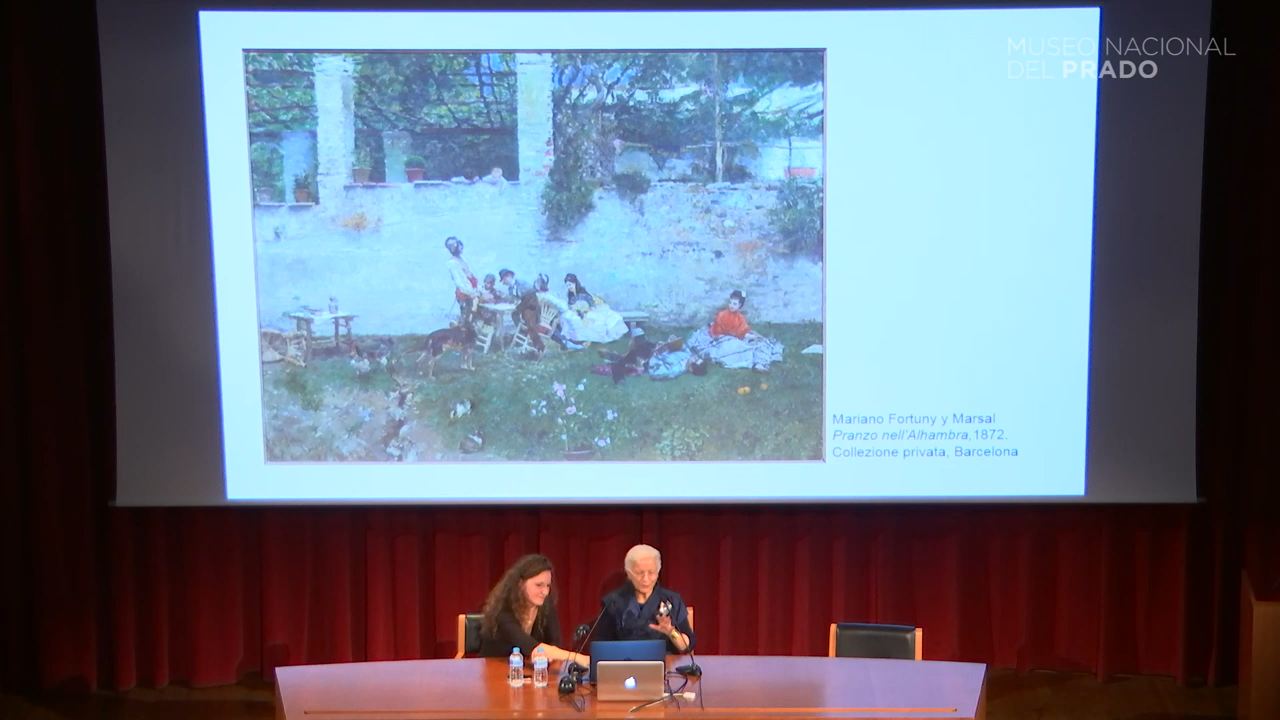 MUSEO NACIONAL
DEL PRADO
Mariano Fortuny y Marsal
Pranzo nell'Alhambra, 1872.
Collezione privata, Barcelona